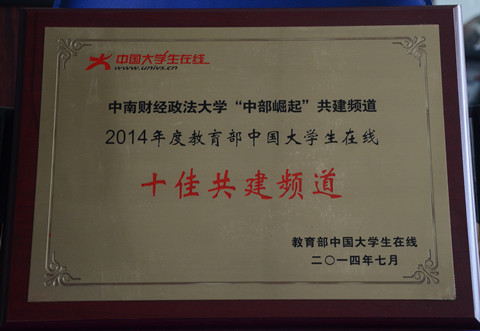 中国大学生在线
www.univs.cn
中南财经政法大学“中部崛起”共建频道
2014年度教育部中国大学生在线
十佳共建频道
教育部中国大学生在线
二〇一四年七月